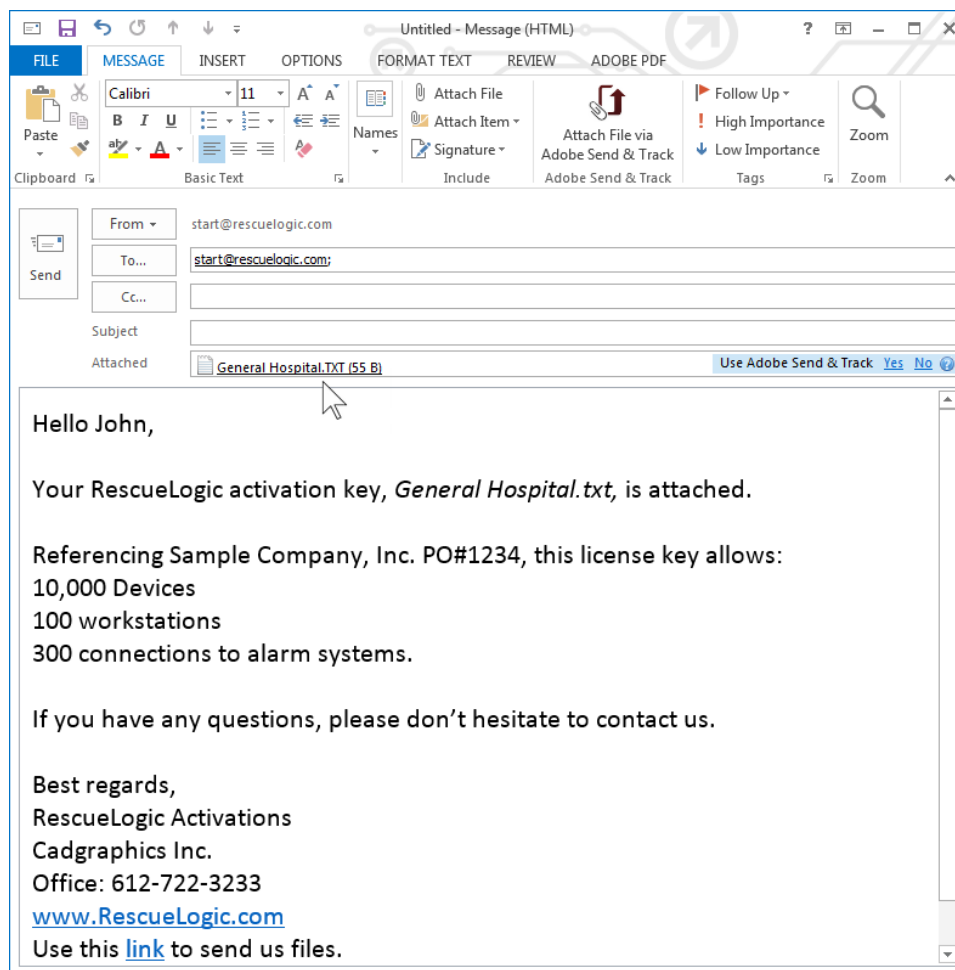 Untitled - Message (HTML)
?
FILE MESSAGE INSERT OPTIONS FORMAT TEXT REVIEW ADOBE PDF
Paste
Clipboard
Calibri 11 A A
B I U
ab A
Basic Text
Names
Attach File
Attach Item
Signature
Include
Attach File via
Adobe Send & Track
Adobe Send & Track
Follow Up
! High Importance
Low Importance
Tags
Zoom
Zoom
Send
From start@rescuelogic.com
To... start@rescuelogic.com;
Cc...
Subject
Attached General Hospital.TXT (55 B) Use Adobe Send & Track Yes No ?
Hello John,
Your RescueLogic activation key, General Hospital.txt, is attached.
Referencing Sample Company, Inc. PO#1234, this license key allows:
10,000 Devices
100 workstations
300 connections to alarm systems.
If you have any questions, please don’t hesitate to contact us.
Best regards,
RescueLogic Activations
Cadgraphics Inc.
Office: 612-722-3233
www.RescueLogic.com
Use this link to send us files.